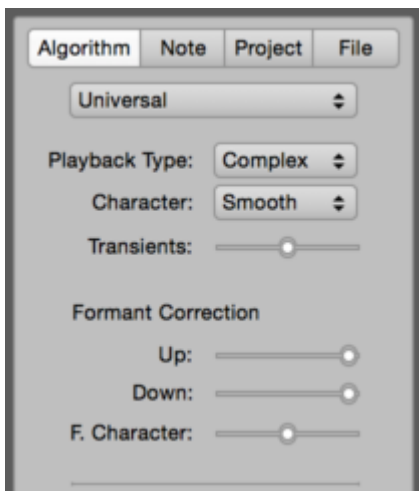 Algorithm Note Project File
Universal
Playback Type: Complex
Character: Smooth
Transients:
Formant Correction
Up:
Down:
F. Character: